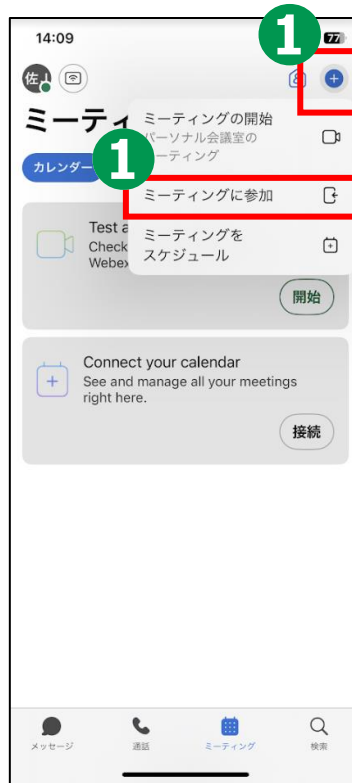 14:09
1
77
佐
ミーティ
ミーティングの開始
パーソナル会議室の
ーティング
カレンダー
1
ミーティングに参加
ミーティングを
スケジュール
Test a
Check
Webex
開始
Connect your calendar
See and manage all your meetings
right here.
接続
メッセージ
通話
ミーティング
検索